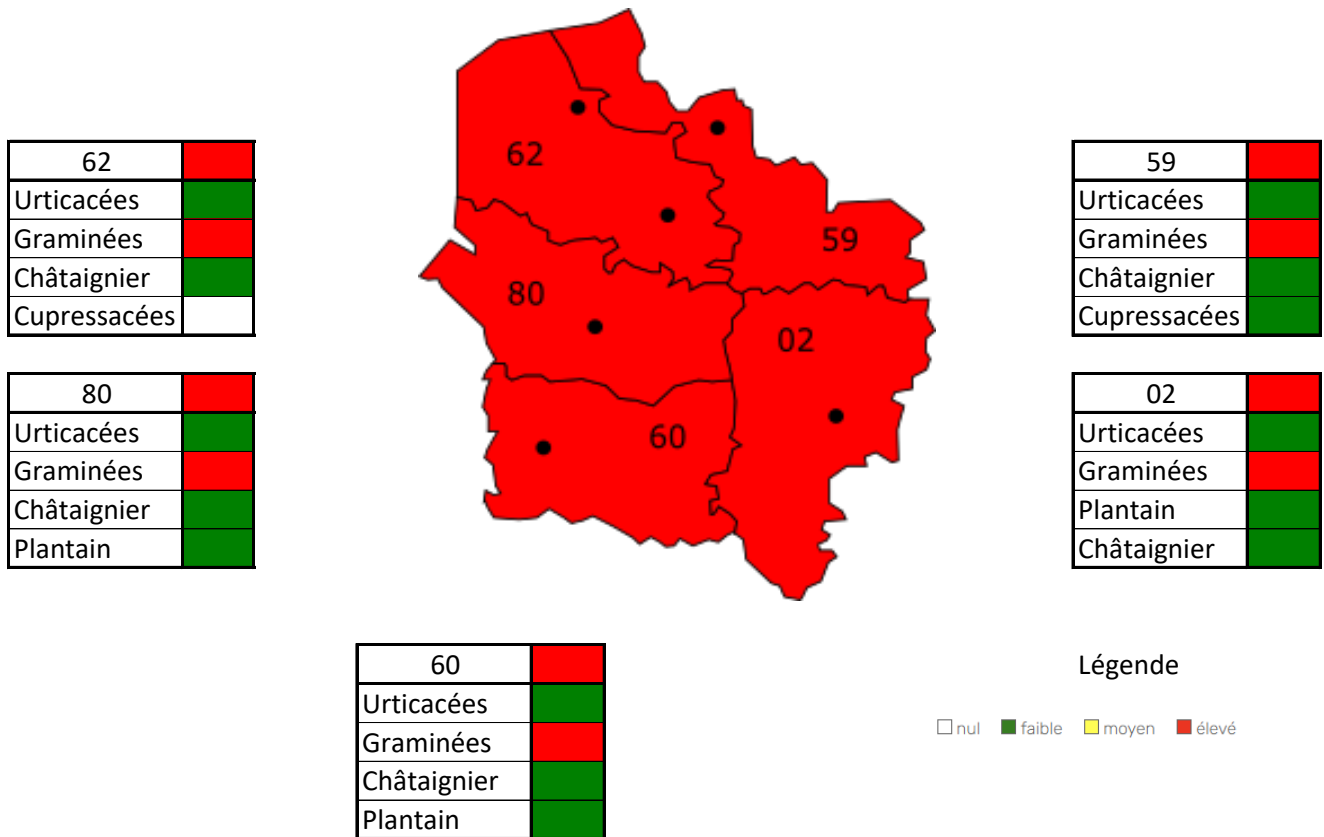 62
Urticacées
Graminées
Châtaignier
Cupressacées
80
Urticacées
Graminées
Châtaignier
Plantain
62
59
80
02
60
59
Urticacées
Graminées
Châtaignier
Cupressacées
02
Urticacées
Graminées
Plantain
Châtaignier
60
Urticacées
Graminées
Châtaignier
Plantain
Légende
nul faible moyen élevé